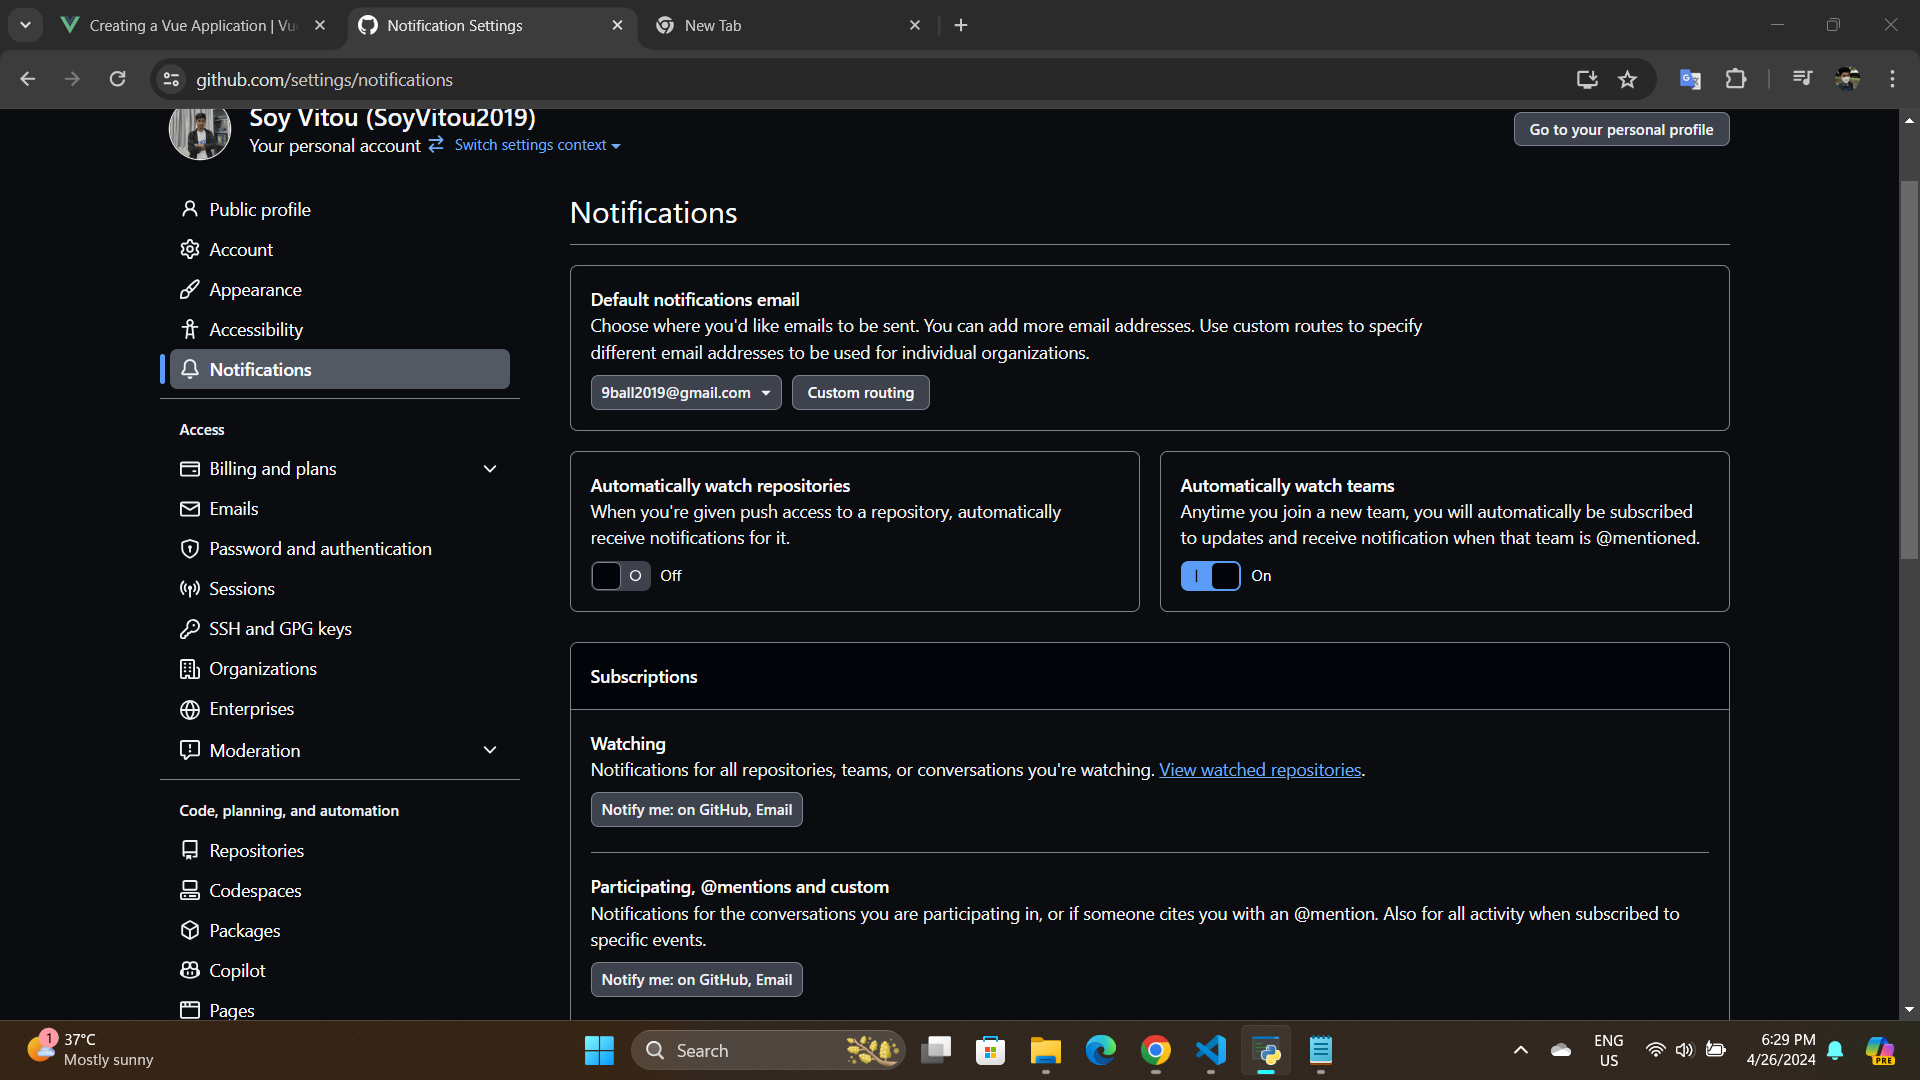 Creating a Vue Application | Vu
Notification Settings
New Tab
github.com/settings/notifications
Soy Vitou (SoyVitou2019)
Your personal account
Switch settings context
Go to your personal profile
Public profile
Account
Appearance
Accessibility
Notifications
Access
Billing and plans
Emails
Password and authentication
Sessions
SSH and GPG keys
Organizations
Enterprises
Moderation
Code, planning, and automation
Repositories
Codespaces
Packages
Copilot
Pages
Notifications
Default notifications email
Choose where you'd like emails to be sent. You can add more email addresses. Use custom routes to specify
different email addresses to be used for individual organizations.
9ball2019@gmail.com
Custom routing
Automatically watch repositories
When you're given push access to a repository, automatically
receive notifications for it.
Off
Automatically watch teams
Anytime you join a new team, you will automatically be subscribed
to updates and receive notification when that team is @mentioned.
On
Subscriptions
Watching
Notifications for all repositories, teams, or conversations you're watching. View watched repositories.
Notify me: on GitHub, Email
Participating, @mentions and custom
Notifications for the conversations you are participating in, or if someone cites you with an @mention. Also for all activity when subscribed to
specific events.
Notify me: on GitHub, Email
1
37°C
Mostly sunny
Search
ENG
US
6:29 PM
4/26/2024
PRE